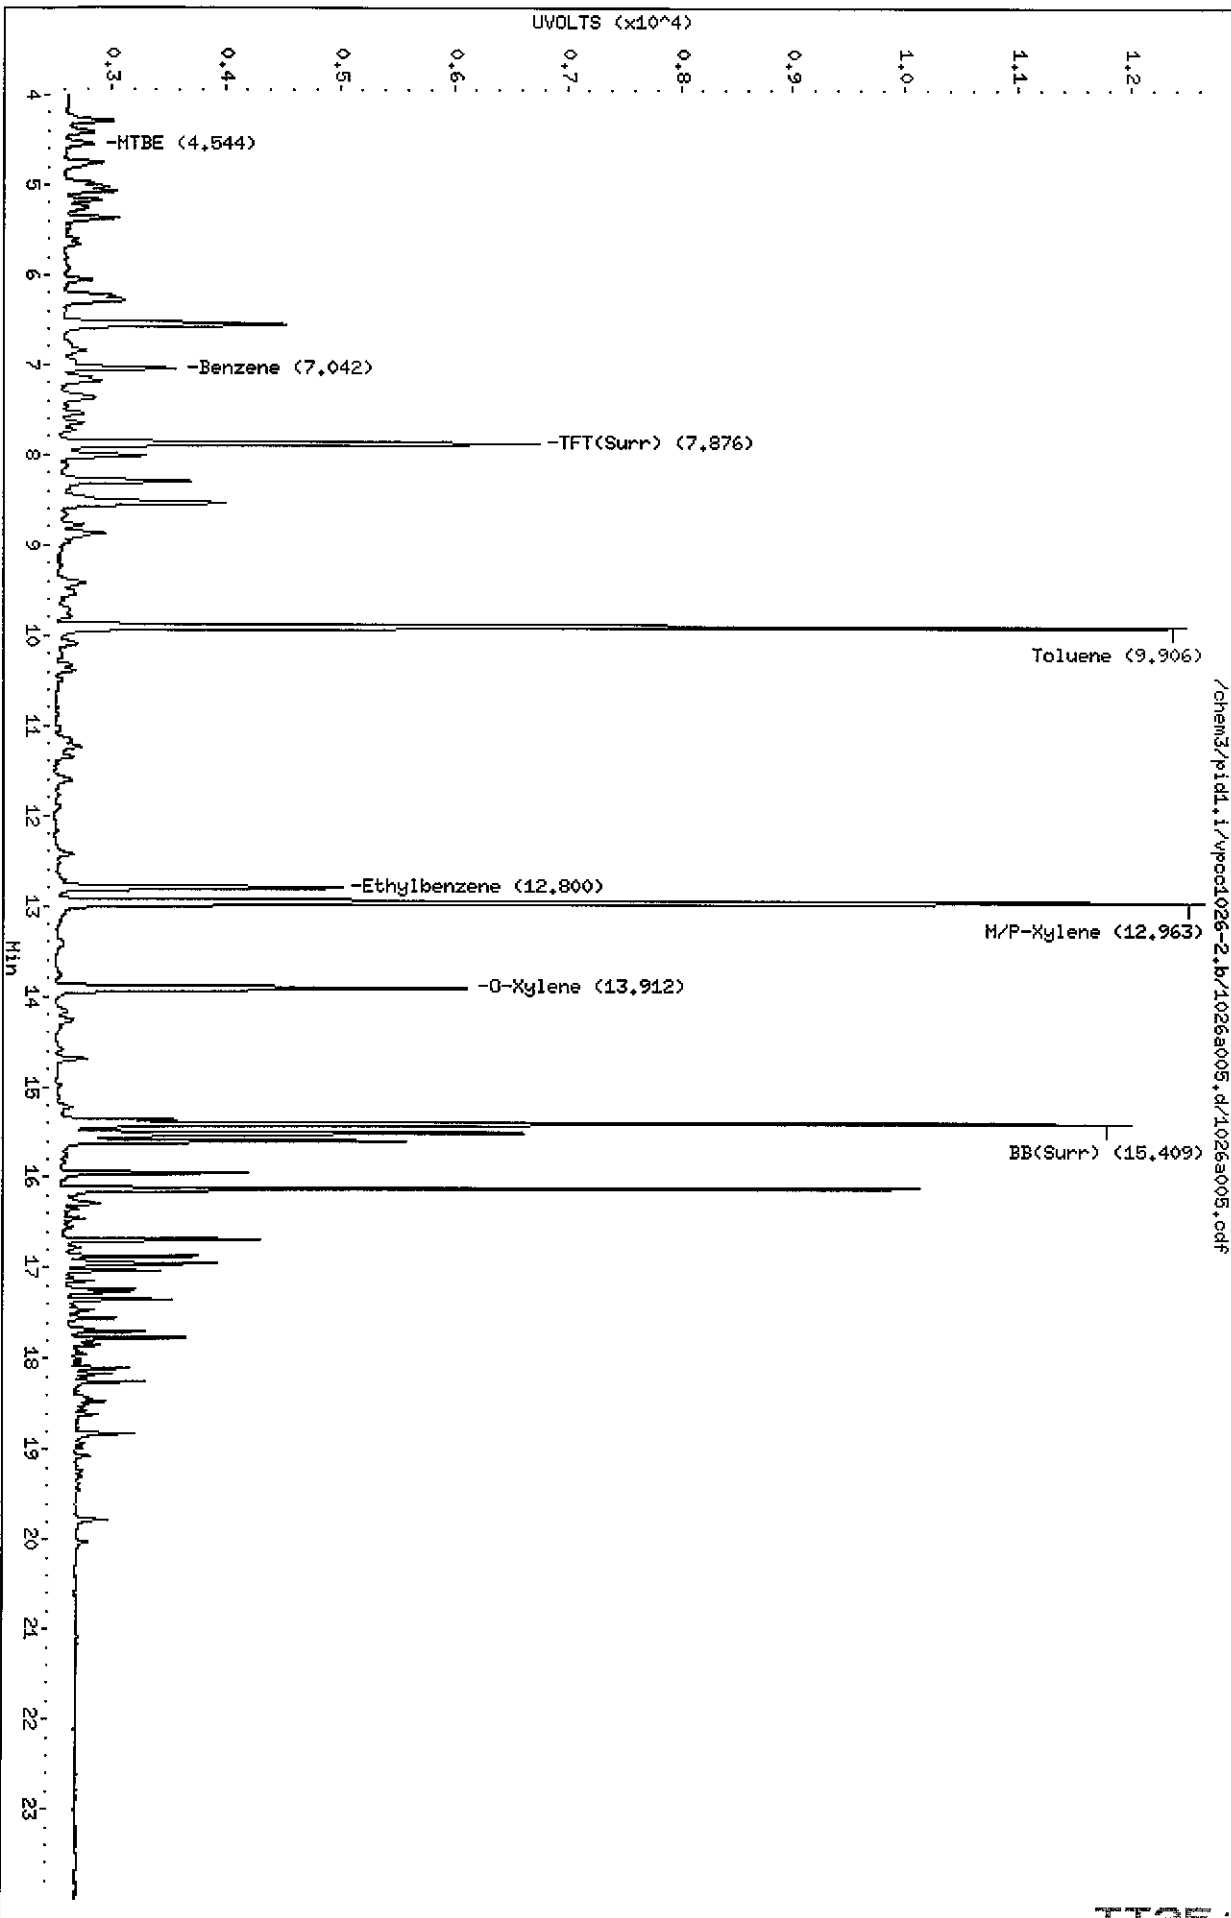 UVOLTS (x10^4)
0.3
0.4
0.5
0.6
0.7
0.8
0.9
1.0
1.1
1.2
4
5
6
7
8
9
10
11
12
13
14
15
16
17
18
19
20
21
22
23
Min
-MTBE (4.544)
-Benzene (7.042)
-TFT(Surr) (7.876)
Toluene (9.906)
-Ethylbenzene (12.800)
M/P-Xylene (12.963)
-O-Xylene (13.912)
BB(Surr) (15.409)
/chem3/pid1.i/vpcc1026-2.b/1026a005.d/1026a005.cdf